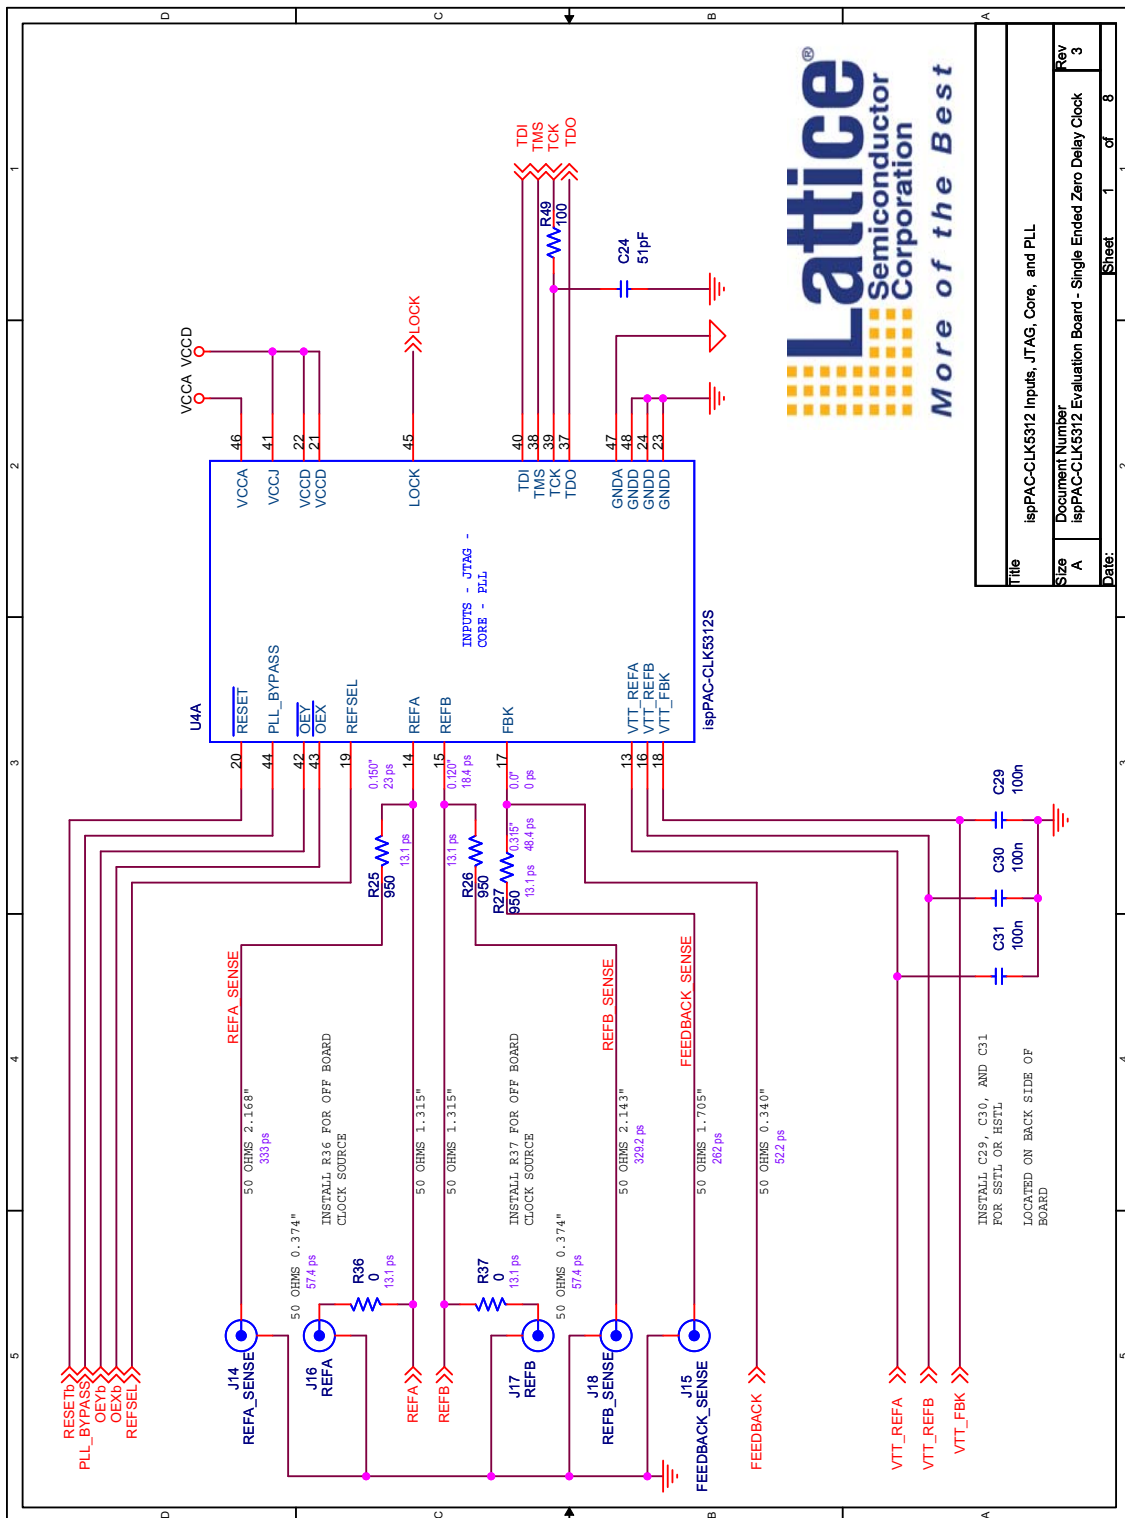 5
4
3
2
1
D
C
B
A
RESETb
PLL_BYPASS
OEYb
OEXb
REFSEL
J14
REFA_SENSE
J16
REFA
REFA
REFB
J17
REFB
J18
REFB_SENSE
J15
FEEDBACK_SENSE
FEEDBACK
VTT_REFA
VTT_REFB
VTT_FBK
50 OHMS 0.374"
57.4 ps
R36
0
13.1 ps
INSTALL R36 FOR OFF BOARD
CLOCK SOURCE
R37
0
13.1 ps
INSTALL R37 FOR OFF BOARD
CLOCK SOURCE
50 OHMS 0.374"
57.4 ps
REFA_SENSE
50 OHMS 2.168"
333 ps
50 OHMS 1.315"
50 OHMS 1.315"
REFB_SENSE
50 OHMS 2.143"
329.2 ps
FEEDBACK_SENSE
50 OHMS 1.705"
262 ps
50 OHMS 0.340"
52.2 ps
INSTALL C29, C30, AND C31
FOR SSTL OR HSTL
LOCATED ON BACK SIDE OF
BOARD
C31
100n
C30
100n
C29
100n
R25
950
13.1 ps
0.150"
23 ps
R26
950
13.1 ps
0.120"
18.4 ps
R27
950
13.1 ps
0.315"
48.4 ps
0.0"
0 ps
U4A
20
RESET
44
PLL_BYPASS
42
OEY
43
OEX
19
REFSEL
14
REFA
15
REFB
17
FBK
13
VTT_REFA
16
VTT_REFB
18
VTT_FBK
INPUTS - JTAG -
CORE - PLL
ispPAC-CLK5312S
VCCA
46
VCCJ
41
VCCD
22
VCCD
21
LOCK
45
TDI
40
TMS
38
TCK
39
TDO
37
GNDA
47
GNDD
48
GNDD
24
GNDD
23
VCCA
VCCD
LOCK
R49
100
C24
51pF
TDI
TMS
TCK
TDO
Lattice®
Semiconductor
Corporation
More of the Best
Title
ispPAC-CLK5312 Inputs, JTAG, Core, and PLL
Size
A
Document Number
ispPAC-CLK5312 Evaluation Board - Single Ended Zero Delay Clock
Rev
3
Date:
Sheet 1 of 8
5
4
3
2
1
D
C
B
A